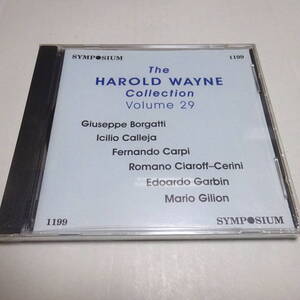 SYMPOSIUM 1199
The
HAROLD WAYNE
Collection
Volume 29
Giuseppe Borgatti
Icilio Calleja
Fernando Carpi
Romano Ciaroff-Cerini
Edoardo Garbin
Mario Gilion
1199 SYMPOSIUM